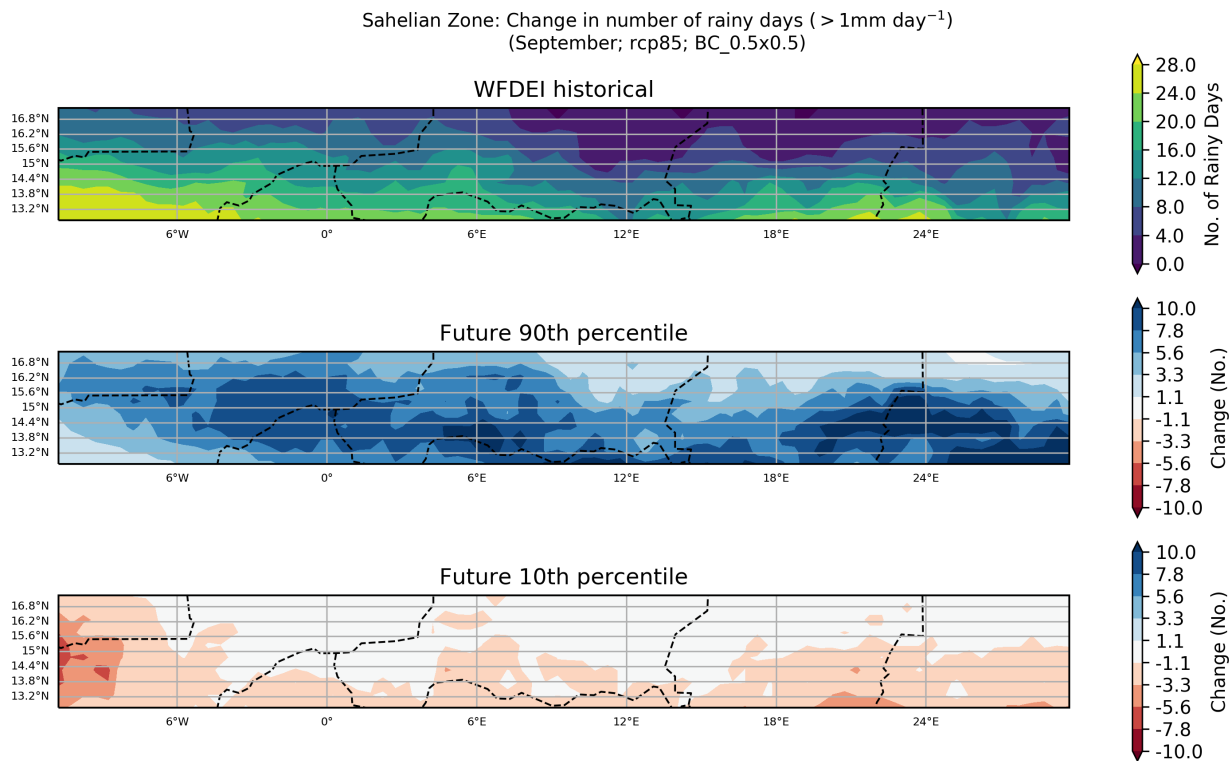 Sahelian Zone: Change in number of rainy days (> 1mm day⁻¹)
(September; rcp85; BC_0.5x0.5)
WFDEI historical
16.8°N
16.2°N
15.6°N
15°N
14.4°N
13.8°N
13.2°N
6°W 0° 6°E 12°E 18°E 24°E
28.0
24.0
20.0
16.0
12.0
8.0
4.0
0.0
No. of Rainy Days
Future 90th percentile
16.8°N
16.2°N
15.6°N
15°N
14.4°N
13.8°N
13.2°N
6°W 0° 6°E 12°E 18°E 24°E
10.0
7.8
5.6
3.3
1.1
-1.1
-3.3
-5.6
-7.8
-10.0
Change (No.)
Future 10th percentile
16.8°N
16.2°N
15.6°N
15°N
14.4°N
13.8°N
13.2°N
6°W 0° 6°E 12°E 18°E 24°E
10.0
7.8
5.6
3.3
1.1
-1.1
-3.3
-5.6
-7.8
-10.0
Change (No.)